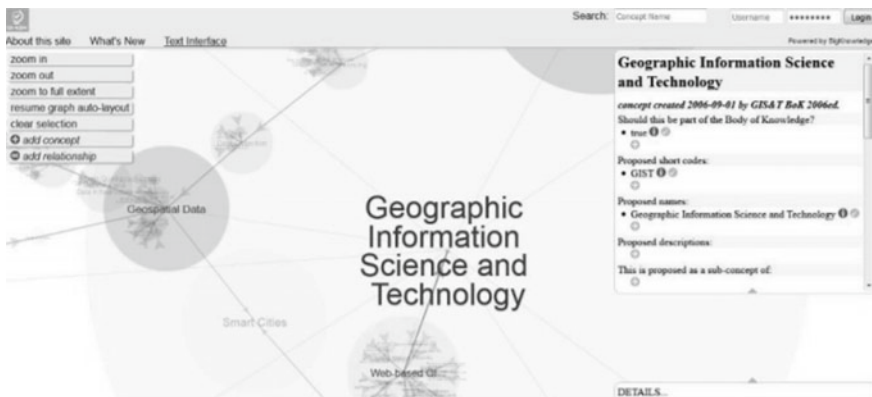 Search: Concept Name Username ******** Login
About this site What's New Text Interface
Powered by BigKnowledge
zoom in
zoom out
zoom to full extent
resume graph auto-layout
clear selection
add concept
add relationship
Geospatial Data
Smart Cities
Web-based GI
Geographic
Information
Science and
Technology
Geographic Information Science
and Technology
concept created 2006-09-01 by GIS&T BoK 2006ed.
Should this be part of the Body of Knowledge?
• true
Proposed short codes:
• GIST
Proposed names:
• Geographic Information Science and Technology
Proposed descriptions:
This is proposed as a sub-concept of:
DETAILS...